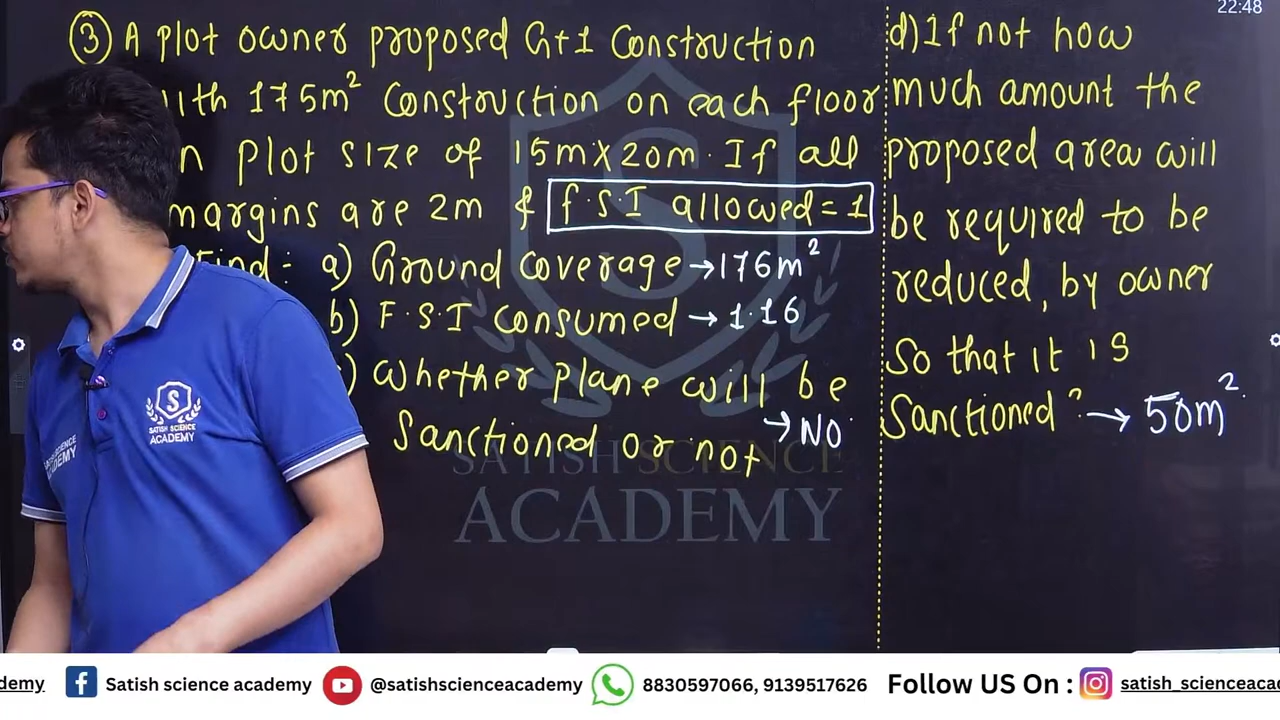 22:48
③ A plot owner proposed G+1 Construction
with 175m² Construction on each floor
n plot size of 15m×20m. If all
margins are 2m & F.S.I allowed=1
Find:- a) Ground coverage→176m²
b) F.S.I consumed→1.16
) Whether plane will be
Sanctioned or not →NO
d) If not how
much amount the
proposed area will
be required to be
reduced, by owner
So that it is
Sanctioned?→50m²
S
SATISH SCIENCE
ACADEMY
SATISH SCIENCE
ACADEMY
SATISH
SCIENCE
ACADEMY
demy Satish science academy @satishscienceacademy 8830597066, 9139517626 Follow US On : satish_scienceaca